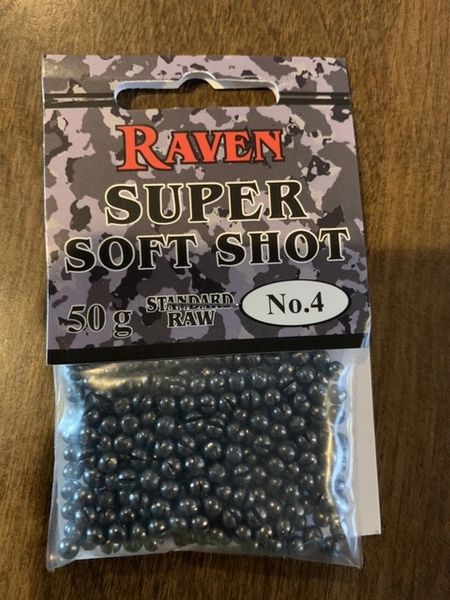 RAVEN®
SUPER
SOFT SHOT
50 g STANDARD No.4
RAW